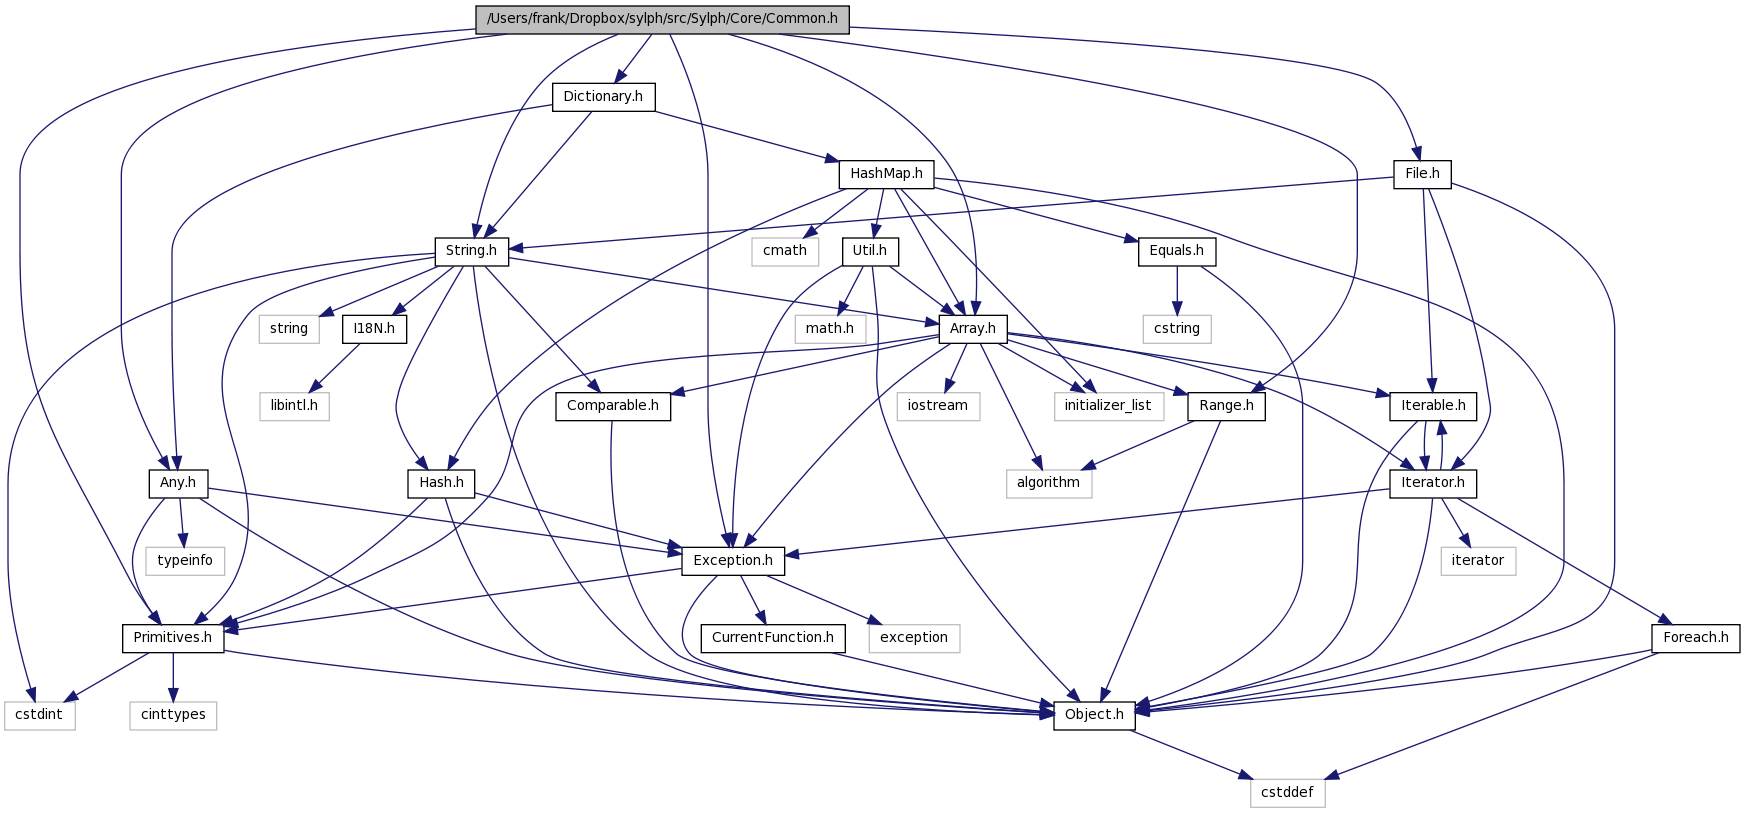 /Users/frank/Dropbox/sylph/src/Sylph/Core/Common.h
Dictionary.h
HashMap.h
File.h
String.h
cmath
Util.h
Equals.h
string
I18N.h
math.h
Array.h
cstring
libintl.h
Comparable.h
iostream
initializer_list
Range.h
Iterable.h
Any.h
Hash.h
algorithm
Iterator.h
typeinfo
Exception.h
iterator
Primitives.h
CurrentFunction.h
exception
Foreach.h
cstdint
cinttypes
Object.h
cstddef